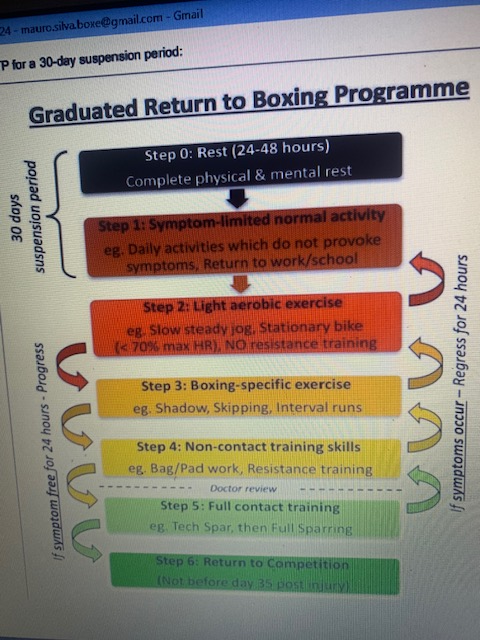 24 - mauro.silva.boxe@gmail.com - Gmail
P for a 30-day suspension period:
Graduated Return to Boxing Programme
30 days
suspension period
Step 0: Rest (24-48 hours)
Complete physical & mental rest
Step 1: Symptom-limited normal activity
eg. Daily activities which do not provoke
symptoms, Return to work/school
Step 2: Light aerobic exercise
eg. Slow steady jog, Stationary bike
(< 70% max HR), NO resistance training
Step 3: Boxing-specific exercise
eg. Shadow, Skipping, Interval runs
Step 4: Non-contact training skills
eg. Bag/Pad work, Resistance training
Doctor review
Step 5: Full contact training
eg. Tech Spar, then Full Sparring
Step 6: Return to Competition
(Not before day 35 post injury)
If symptom free for 24 hours - Progress
If symptoms occur – Regress for 24 hours